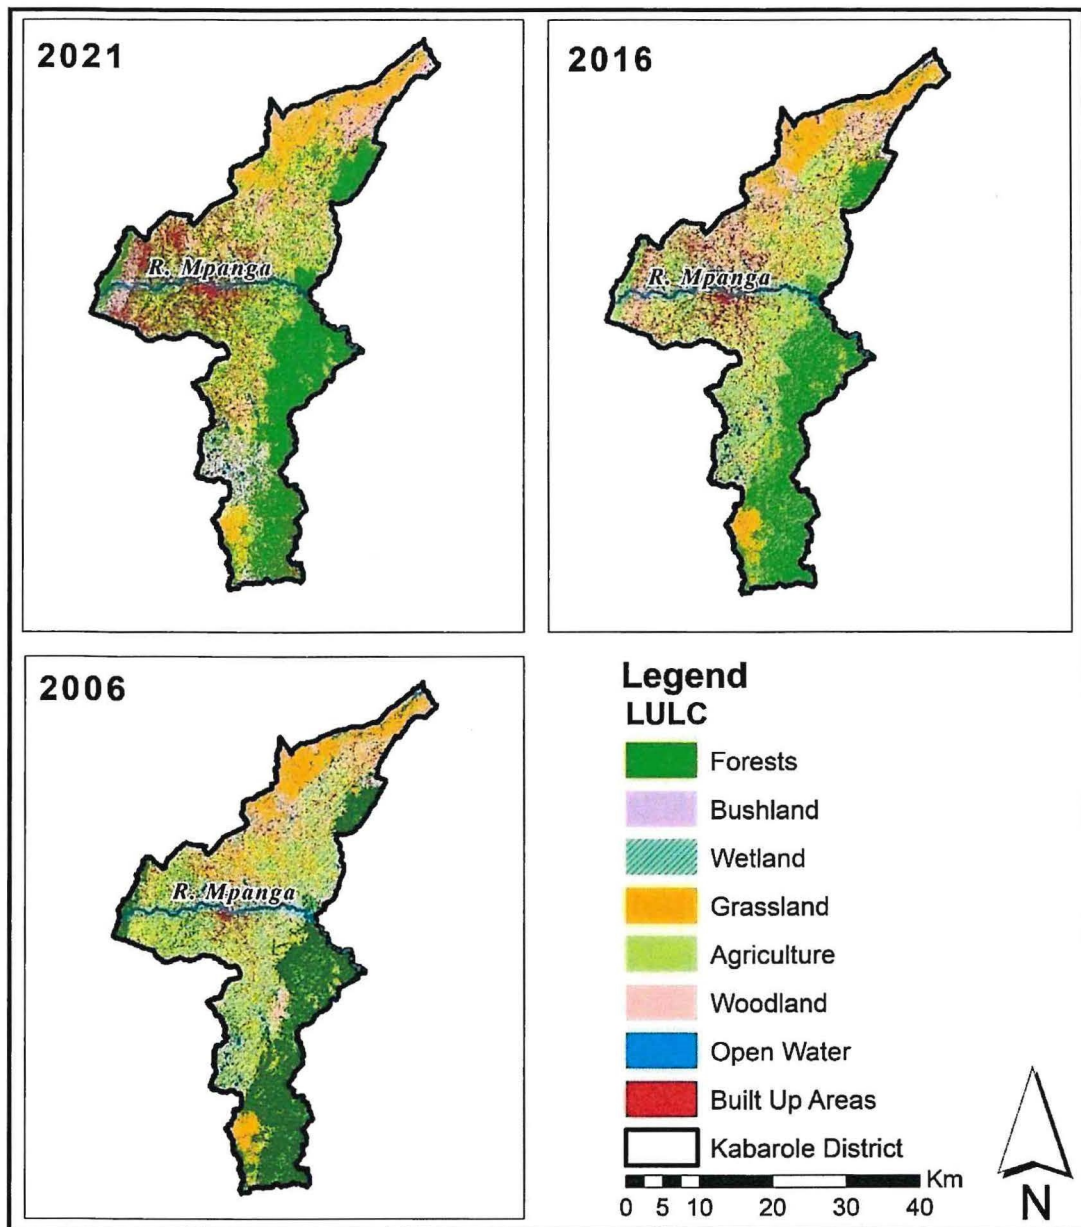 2021
R. Mpanga
2016
R. Mpanga
2006
R. Mpanga
Legend
LULC
Forests
Bushland
Wetland
Grassland
Agriculture
Woodland
Open Water
Built Up Areas
Kabarole District
Km
0 5 10 20 30 40
N